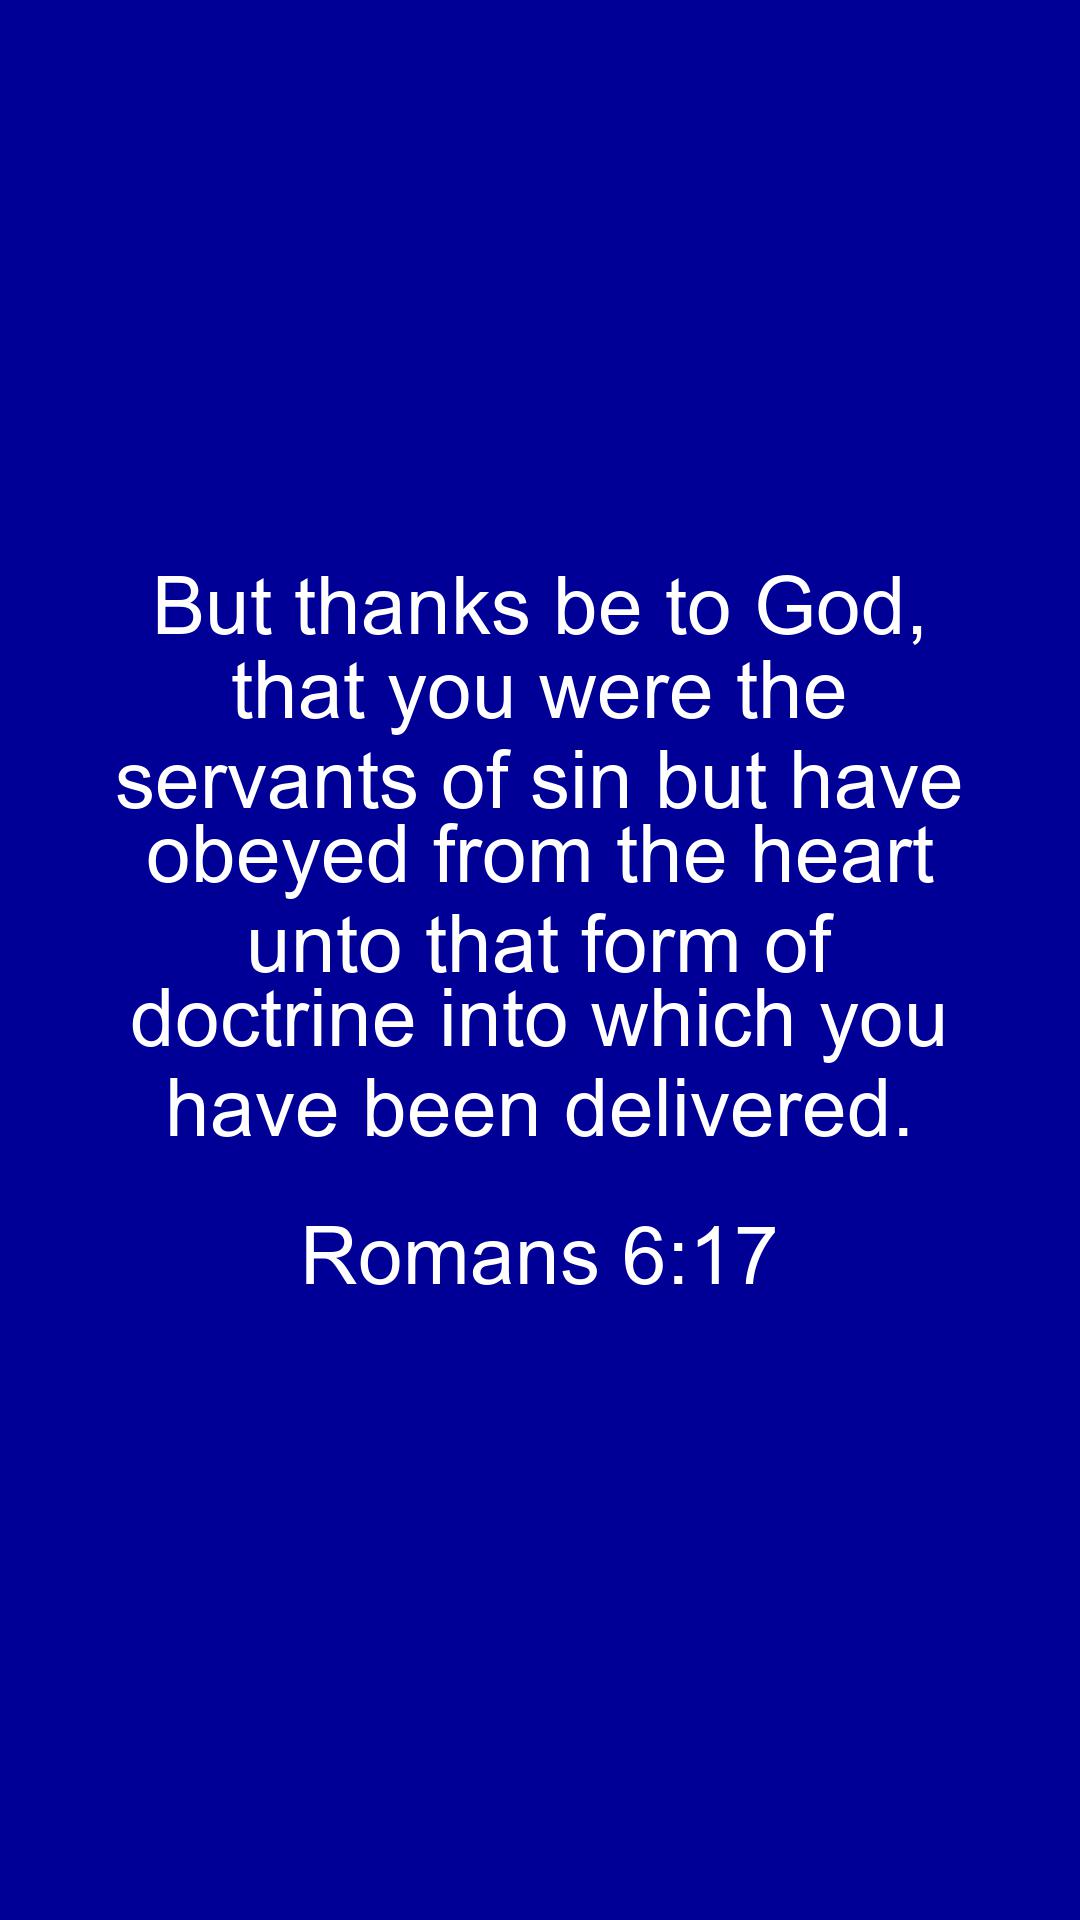 But thanks be to God,
that you were the
servants of sin but have
obeyed from the heart
unto that form of
doctrine into which you
have been delivered.
Romans 6:17